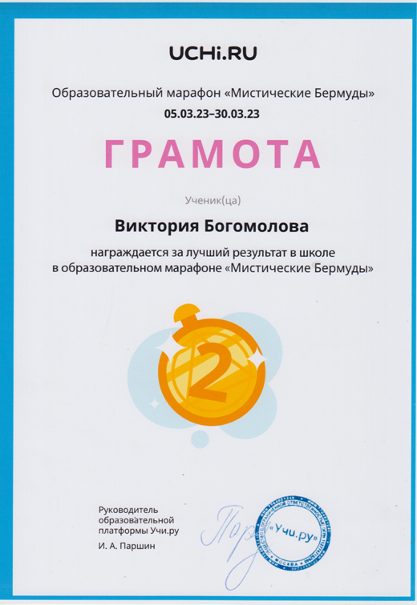 UCHi.RU
Образовательный марафон «Мистические Бермуды»
05.03.23–30.03.23
ГРАМОТА
Ученик(ца)
Виктория Богомолова
награждается за лучший результат в школе
в образовательном марафоне «Мистические Бермуды»
2
Руководитель
образовательной
платформы Учи.ру
И. А. Паршин
«Учи.ру»
МОСКВА